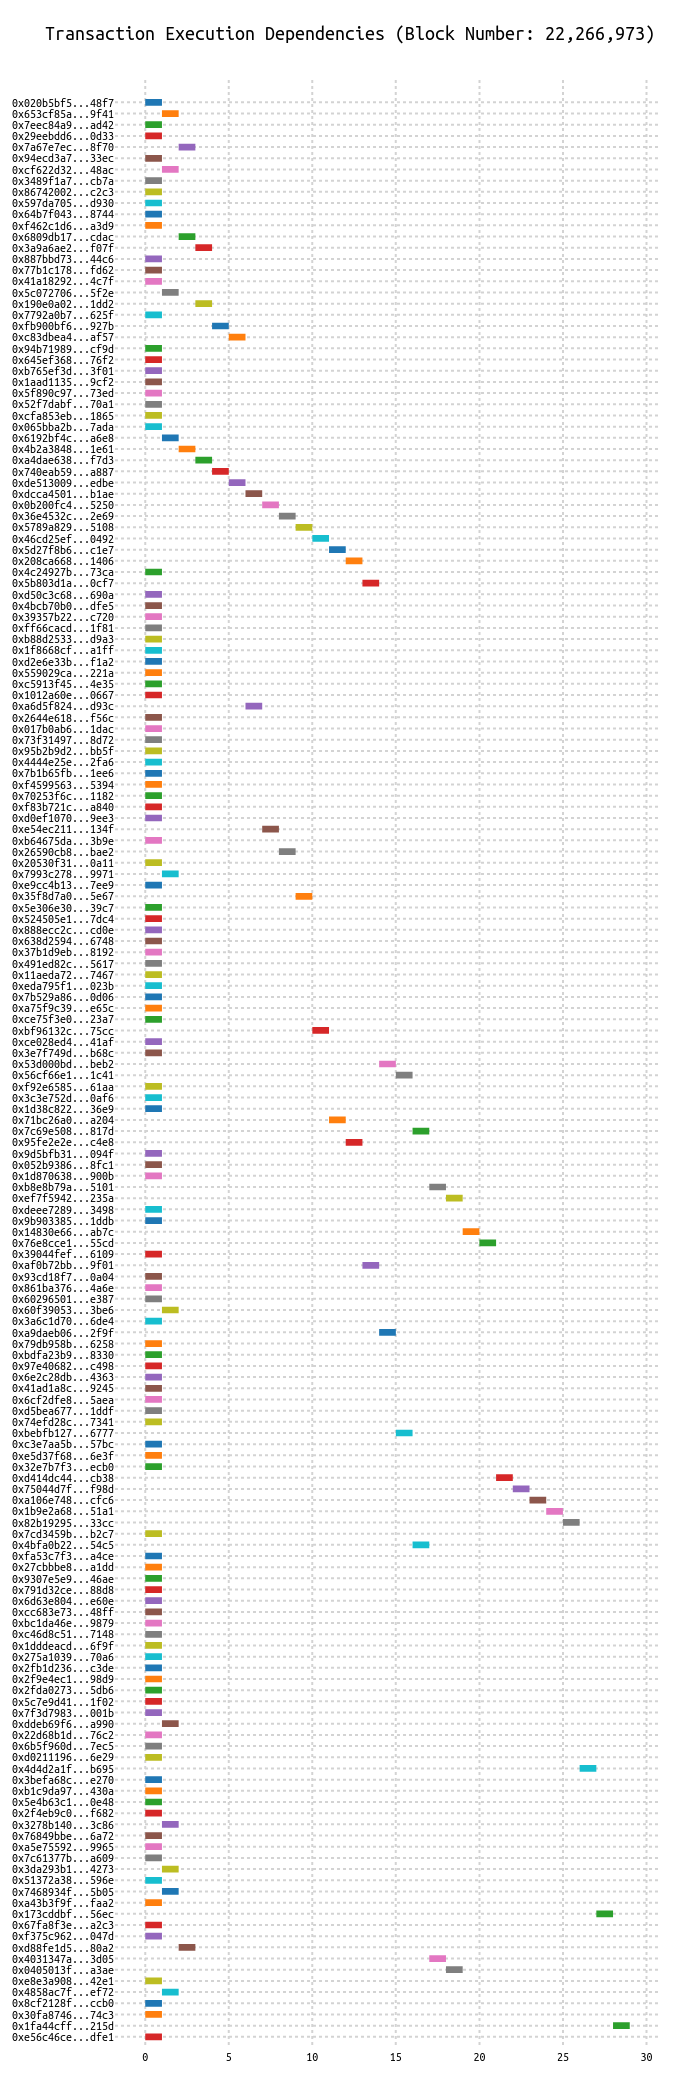 Transaction Execution Dependencies (Block Number: 22,266,973)
0x020b5bf5...48f7
0x653cf85a...9f41
0x7eec84a9...ad42
0x29eebdd6...0d33
0x7a67e7ec...8f70
0x94ecd3a7...33ec
0xcf622d32...48ac
0x3489f1a7...cb7a
0x86742002...c2c3
0x597da705...d930
0x64b7f043...8744
0xf462c1d6...a3d9
0x6809db17...cdac
0x3a9a6ae2...f07f
0x887bbd73...44c6
0x77b1c178...fd62
0x41a18292...4c7f
0x5c072706...5f2e
0x190e0a02...1dd2
0x7792a0b7...625f
0xfb900bf6...927b
0xc83dbea4...af57
0x94b71989...cf9d
0x645ef368...76f2
0xb765ef3d...3f01
0x1aad1135...9cf2
0x5f890c97...73ed
0x52f7dabf...70a1
0xcfa853eb...1865
0x065bba2b...7ada
0x6192bf4c...a6e8
0x4b2a3848...1e61
0xa4dae638...f7d3
0x740eab59...a887
0xde513009...edbe
0xdcca4501...b1ae
0x0b200fc4...5250
0x36e4532c...2e69
0x5789a829...5108
0x46cd25ef...0492
0x5d27f8b6...c1e7
0x208ca668...1406
0x4c24927b...73ca
0x5b803d1a...0cf7
0xd50c3c68...690a
0x4bcb70b0...dfe5
0x39357b22...c720
0xff66cacd...1f81
0xb88d2533...d9a3
0x1f8668cf...a1ff
0xd2e6e33b...f1a2
0x559029ca...221a
0xc5913f45...4e35
0x1012a60e...0667
0xa6d5f824...d93c
0x2644e618...f56c
0x017b0ab6...1dac
0x73f31497...8d72
0x95b2b9d2...bb5f
0x4444e25e...2fa6
0x7b1b65fb...1ee6
0xf4599563...5394
0x70253f6c...1182
0xf83b721c...a840
0xd0ef1070...9ee3
0xe54ec211...134f
0xb64675da...3b9e
0x26590cb8...bae2
0x20530f31...0a11
0x7993c278...9971
0xe9cc4b13...7ee9
0x35f8d7a0...5e67
0x5e306e30...39c7
0x524505e1...7dc4
0x888ecc2c...cd0e
0x638d2594...6748
0x37b1d9eb...8192
0x491ed82c...5617
0x11aeda72...7467
0xeda795f1...023b
0x7b529a86...0d06
0xa75f9c39...e65c
0xce75f3e0...23a7
0xbf96132c...75cc
0xce028ed4...41af
0x3e7f749d...b68c
0x53d000bd...beb2
0x56cf66e1...1c41
0xf92e6585...61aa
0x3c3e752d...0af6
0x1d38c822...36e9
0x71bc26a0...a204
0x7c69e508...817d
0x95fe2e2e...c4e8
0x9d5bfb31...094f
0x052b9386...8fc1
0x1d870638...900b
0xb8e8b79a...5101
0xef7f5942...235a
0xdeee7289...3498
0x9b903385...1ddb
0x14830e66...ab7c
0x76e8cce1...55cd
0x39044fef...6109
0xaf0b72bb...9f01
0x93cd18f7...0a04
0x861ba376...4a6e
0x60296501...e387
0x60f39053...3be6
0x3a6c1d70...6de4
0xa9daeb06...2f9f
0x79db958b...6258
0xbdfa23b9...8330
0x97e40682...c498
0x6e2c28db...4363
0x41ad1a8c...9245
0x6cf2dfe8...5aea
0xd5bea677...1ddf
0x74efd28c...7341
0xbebfb127...6777
0xc3e7aa5b...57bc
0xe5d37f68...6e3f
0x32e7b7f3...ecb0
0xd414dc44...cb38
0x75044d7f...f98d
0xa106e748...cfc6
0x1b9e2a68...51a1
0x82b19295...33cc
0x7cd3459b...b2c7
0x4bfa0b22...54c5
0xfa53c7f3...a4ce
0x27cbbbe8...a1dd
0x9307e5e9...46ae
0x791d32ce...88d8
0x6d63e804...e60e
0xcc683e73...48ff
0xbc1da46e...9879
0xc46d8c51...7148
0x1dddeacd...6f9f
0x275a1039...70a6
0x2fb1d236...c3de
0x2f9e4ec1...98d9
0x2fda0273...5db6
0x5c7e9d41...1f02
0x7f3d7983...001b
0xddeb69f6...a990
0x22d68b1d...76c2
0x6b5f960d...7ec5
0xd0211196...6e29
0x4d4d2a1f...b695
0x3befa68c...e270
0xb1c9da97...430a
0x5e4b63c1...0e48
0x2f4eb9c0...f682
0x3278b140...3c86
0x76849bbe...6a72
0xa5e75592...9965
0x7c61377b...a609
0x3da293b1...4273
0x51372a38...596e
0x7468934f...5b05
0xa43b3f9f...faa2
0x173cddbf...56ec
0x67fa8f3e...a2c3
0xf375c962...047d
0xd88fe1d5...80a2
0x4031347a...3d05
0x0405013f...a3ae
0xe8e3a908...42e1
0x4858ac7f...ef72
0x8cf2128f...ccb0
0x30fa8746...74c3
0x1fa44cff...215d
0xe56c46ce...dfe1
0 5 10 15 20 25 30